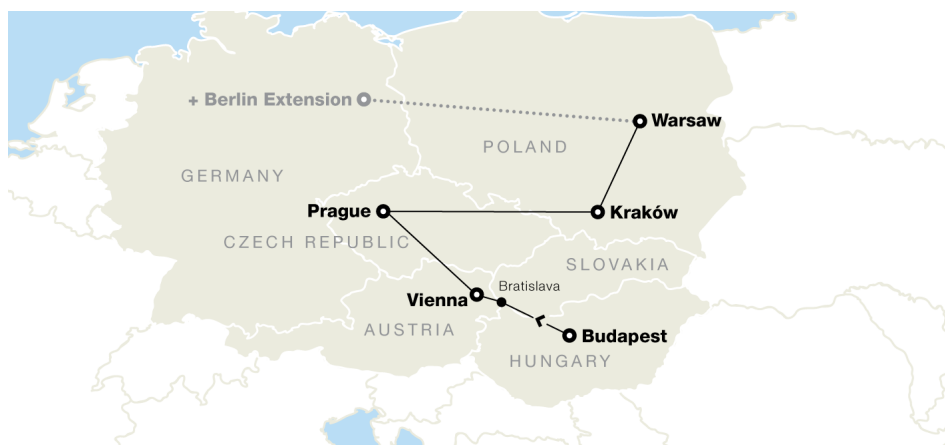 + Berlin Extension
Warsaw
POLAND
GERMANY
Prague
Kraków
CZECH REPUBLIC
SLOVAKIA
Bratislava
Vienna
AUSTRIA
Budapest
HUNGARY